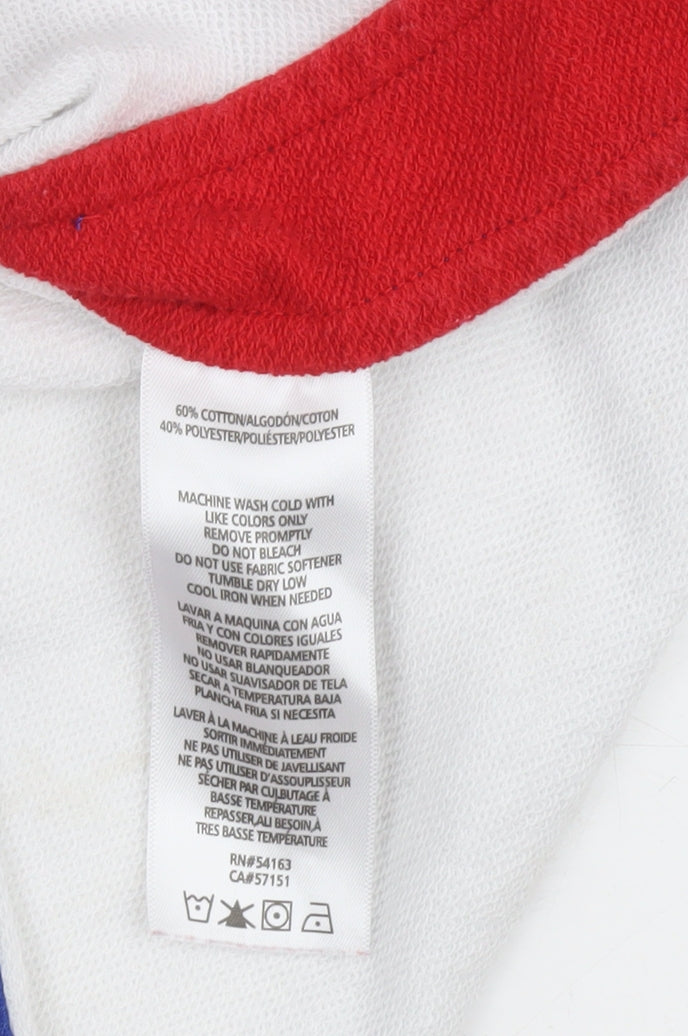 60% COTTON/ALGODÓN/COTON
40% POLYESTER/POLIÉSTER/POLYESTER
MACHINE WASH COLD WITH
LIKE COLORS ONLY
REMOVE PROMPTLY
DO NOT BLEACH
DO NOT USE FABRIC SOFTENER
TUMBLE DRY LOW
COOL IRON WHEN NEEDED
LAVAR A MAQUINA CON AGUA
FRIA Y CON COLORES IGUALES
REMOVER RAPIDAMENTE
NO USAR BLANQUEADOR
NO USAR SUAVISADOR DE TELA
SECAR A TEMPERATURA BAJA
PLANCHA FRIA SI NECESITA
LAVER À LA MACHINE À LEAU FROIDE
SORTIR IMMÉDIATEMENT
NE PAS UTILISER DE JAVELLISANT
NE PAS UTILISER D'ASSOUPLISSEUR
SÉCHER PAR CULBUTAGE À
BASSE TEMPÉRATURE
REPASSER,ALI BESOIN,À
TRES BASSE TEMPÉRATURE
RN#54163
CA#57151